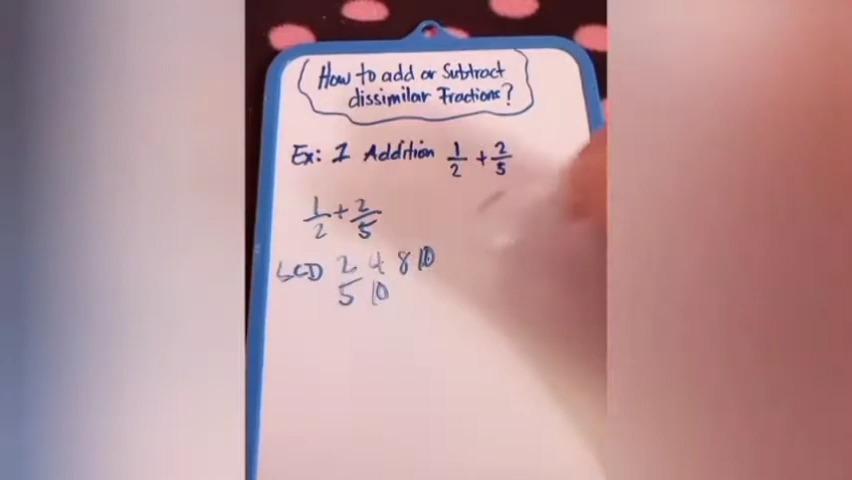 How to add or Subtract
dissimilar Fractions?
Ex: 1 Addition 1/2 + 2/5
1/2 + 2/5
LCD 2 4 8 10
5 10